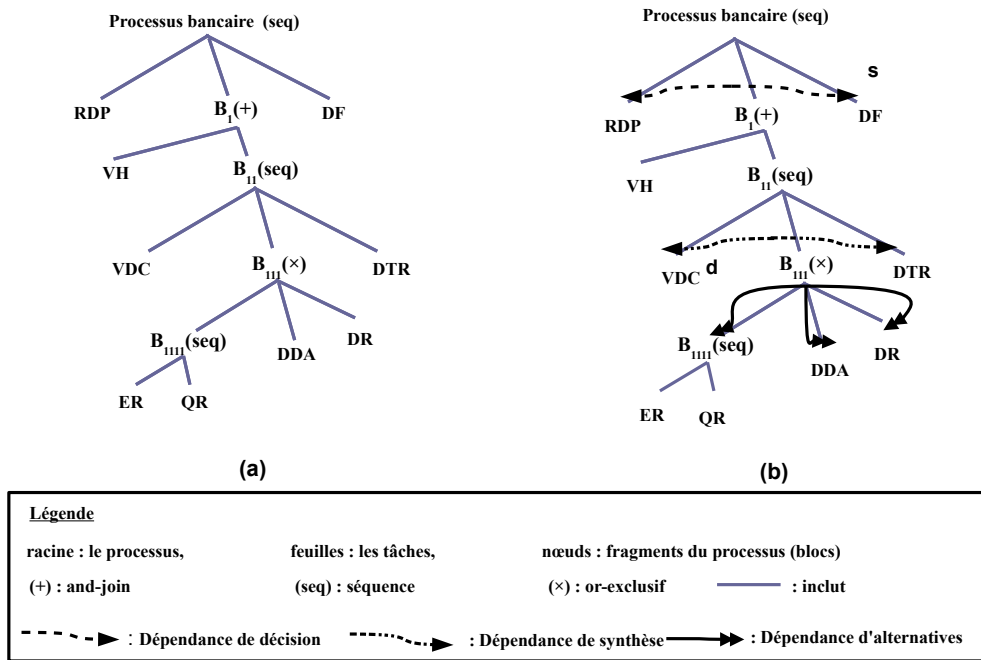 Processus bancaire (seq)
RDP
B1(+)
DF
VH
B11(seq)
VDC
B111(×)
DTR
B1111(seq)
DDA
DR
ER
QR
(a)
Processus bancaire (seq)
s
RDP
B1(+)
DF
VH
B11(seq)
VDC
d
B111(×)
DTR
B1111(seq)
DDA
DR
ER
QR
(b)
Légende
racine : le processus, feuilles : les tâches, nœuds : fragments du processus (blocs)
(+) : and-join (seq) : séquence (×) : or-exclusif : inclut
: Dépendance de décision : Dépendance de synthèse : Dépendance d'alternatives